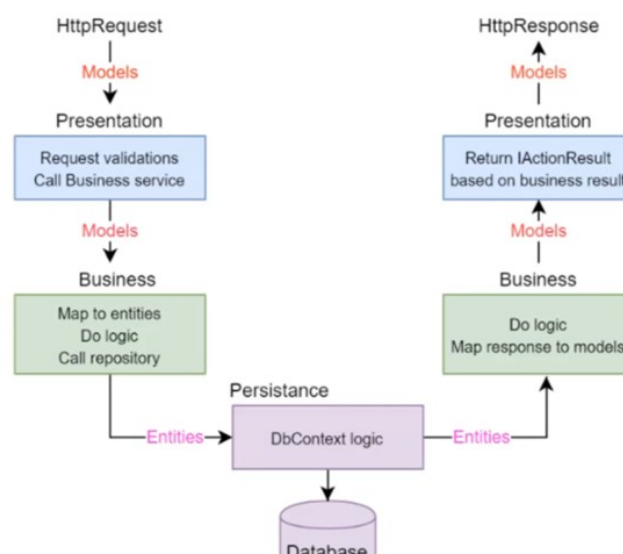 HttpRequest
HttpResponse
Models
Models
Presentation
Presentation
Request validations
Call Business service
Return IActionResult
based on business result
Models
Models
Business
Business
Map to entities
Do logic
Call repository
Do logic
Map response to models
Persistance
Entities
DbContext logic
Entities
Database